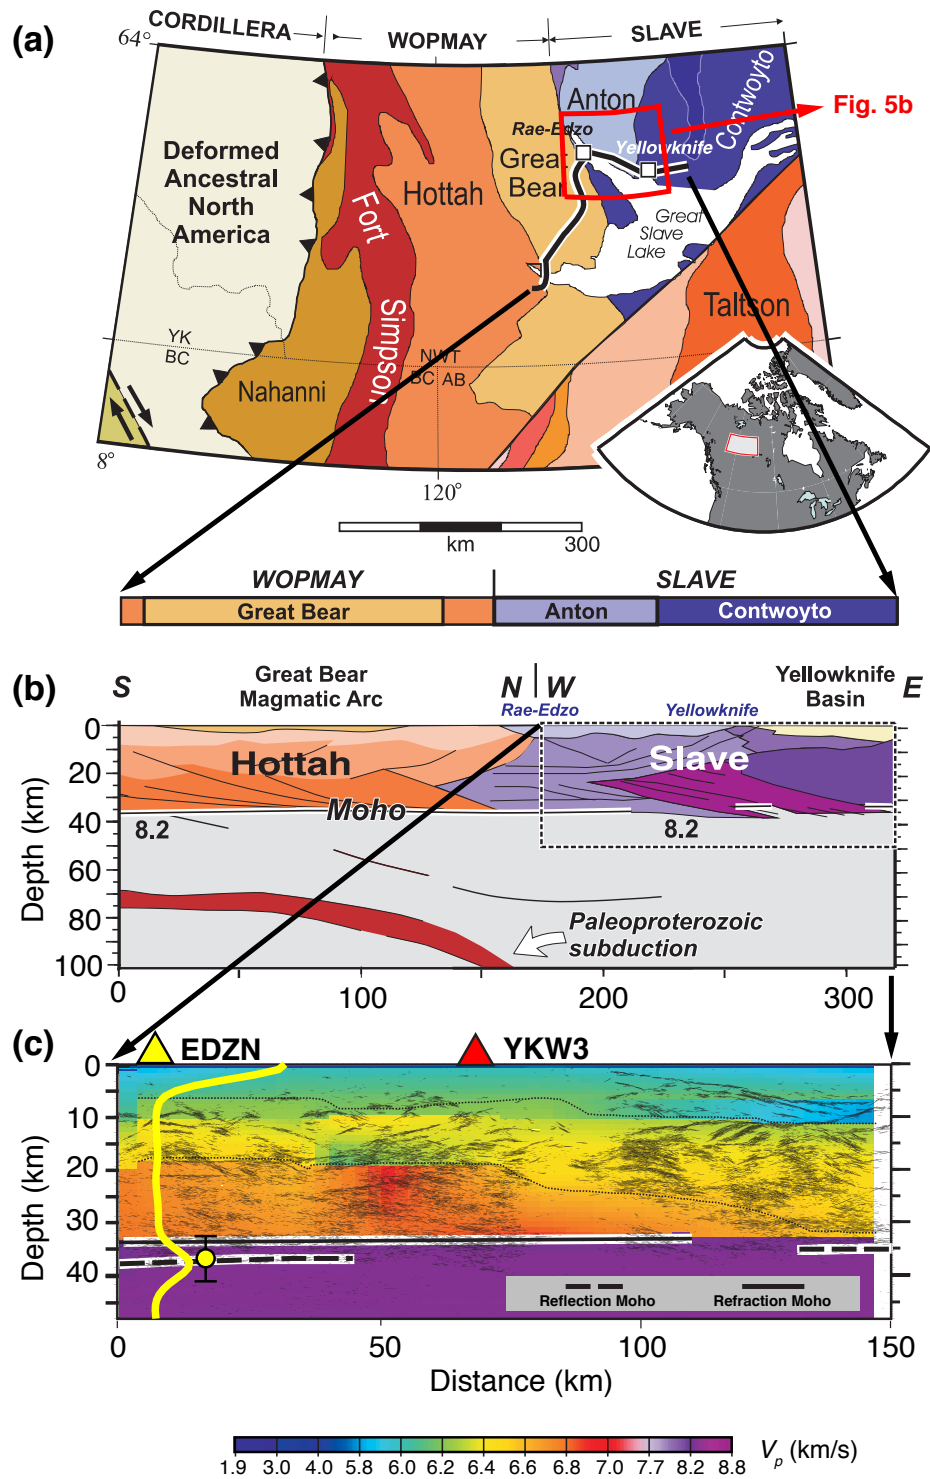 (a)
CORDILLERA
WOPMAY
SLAVE
64°
Anton
Contwoyto
Fig. 5b
Rae-Edzo
Yellowknife
Deformed
Ancestral
North
America
Hottah
Great
Bear
Fort
Simpson
Great
Slave
Lake
Taltson
YK
BC
NWT
BC AB
Nahanni
8°
120°
km
300
WOPMAY
SLAVE
Great Bear
Anton
Contwoyto
(b)
S
Great Bear
Magmatic Arc
N
W
Rae-Edzo
Yellowknife
Yellowknife
Basin
E
0
20
40
60
80
100
Depth (km)
Hottah
Slave
Moho
8.2
8.2
Paleoproterozoic
subduction
0
100
200
300
(c)
EDZN
YKW3
0
10
20
30
40
Depth (km)
Reflection Moho
Refraction Moho
0
50
100
150
Distance (km)
1.9 3.0 4.0 5.8 6.0 6.2 6.4 6.6 6.8 7.0 7.7 7.9 8.2 8.8
Vp (km/s)